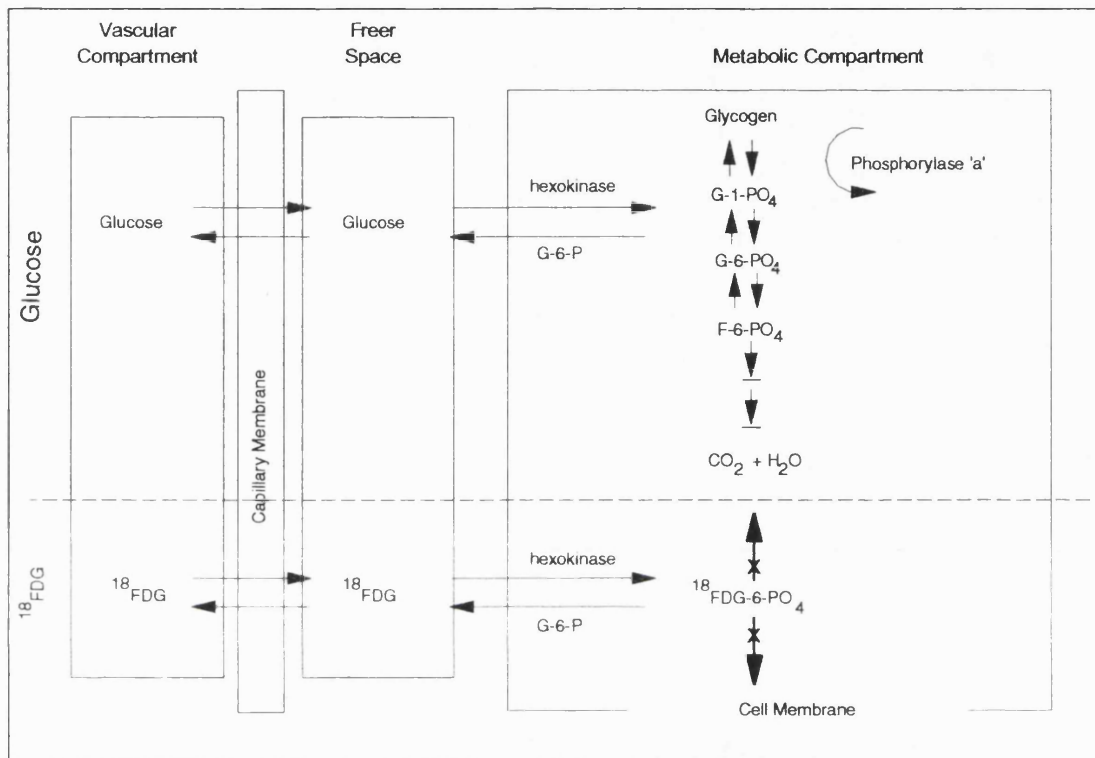 Vascular
Compartment
Freer
Space
Metabolic Compartment
Glucose
Glucose
Capillary Membrane
Glucose
hexokinase
G-6-P
Glycogen
Phosphorylase 'a'
G-1-PO4
G-6-PO4
F-6-PO4
CO2 + H2O
18FDG
18FDG
18FDG
hexokinase
G-6-P
18FDG-6-PO4
Cell Membrane